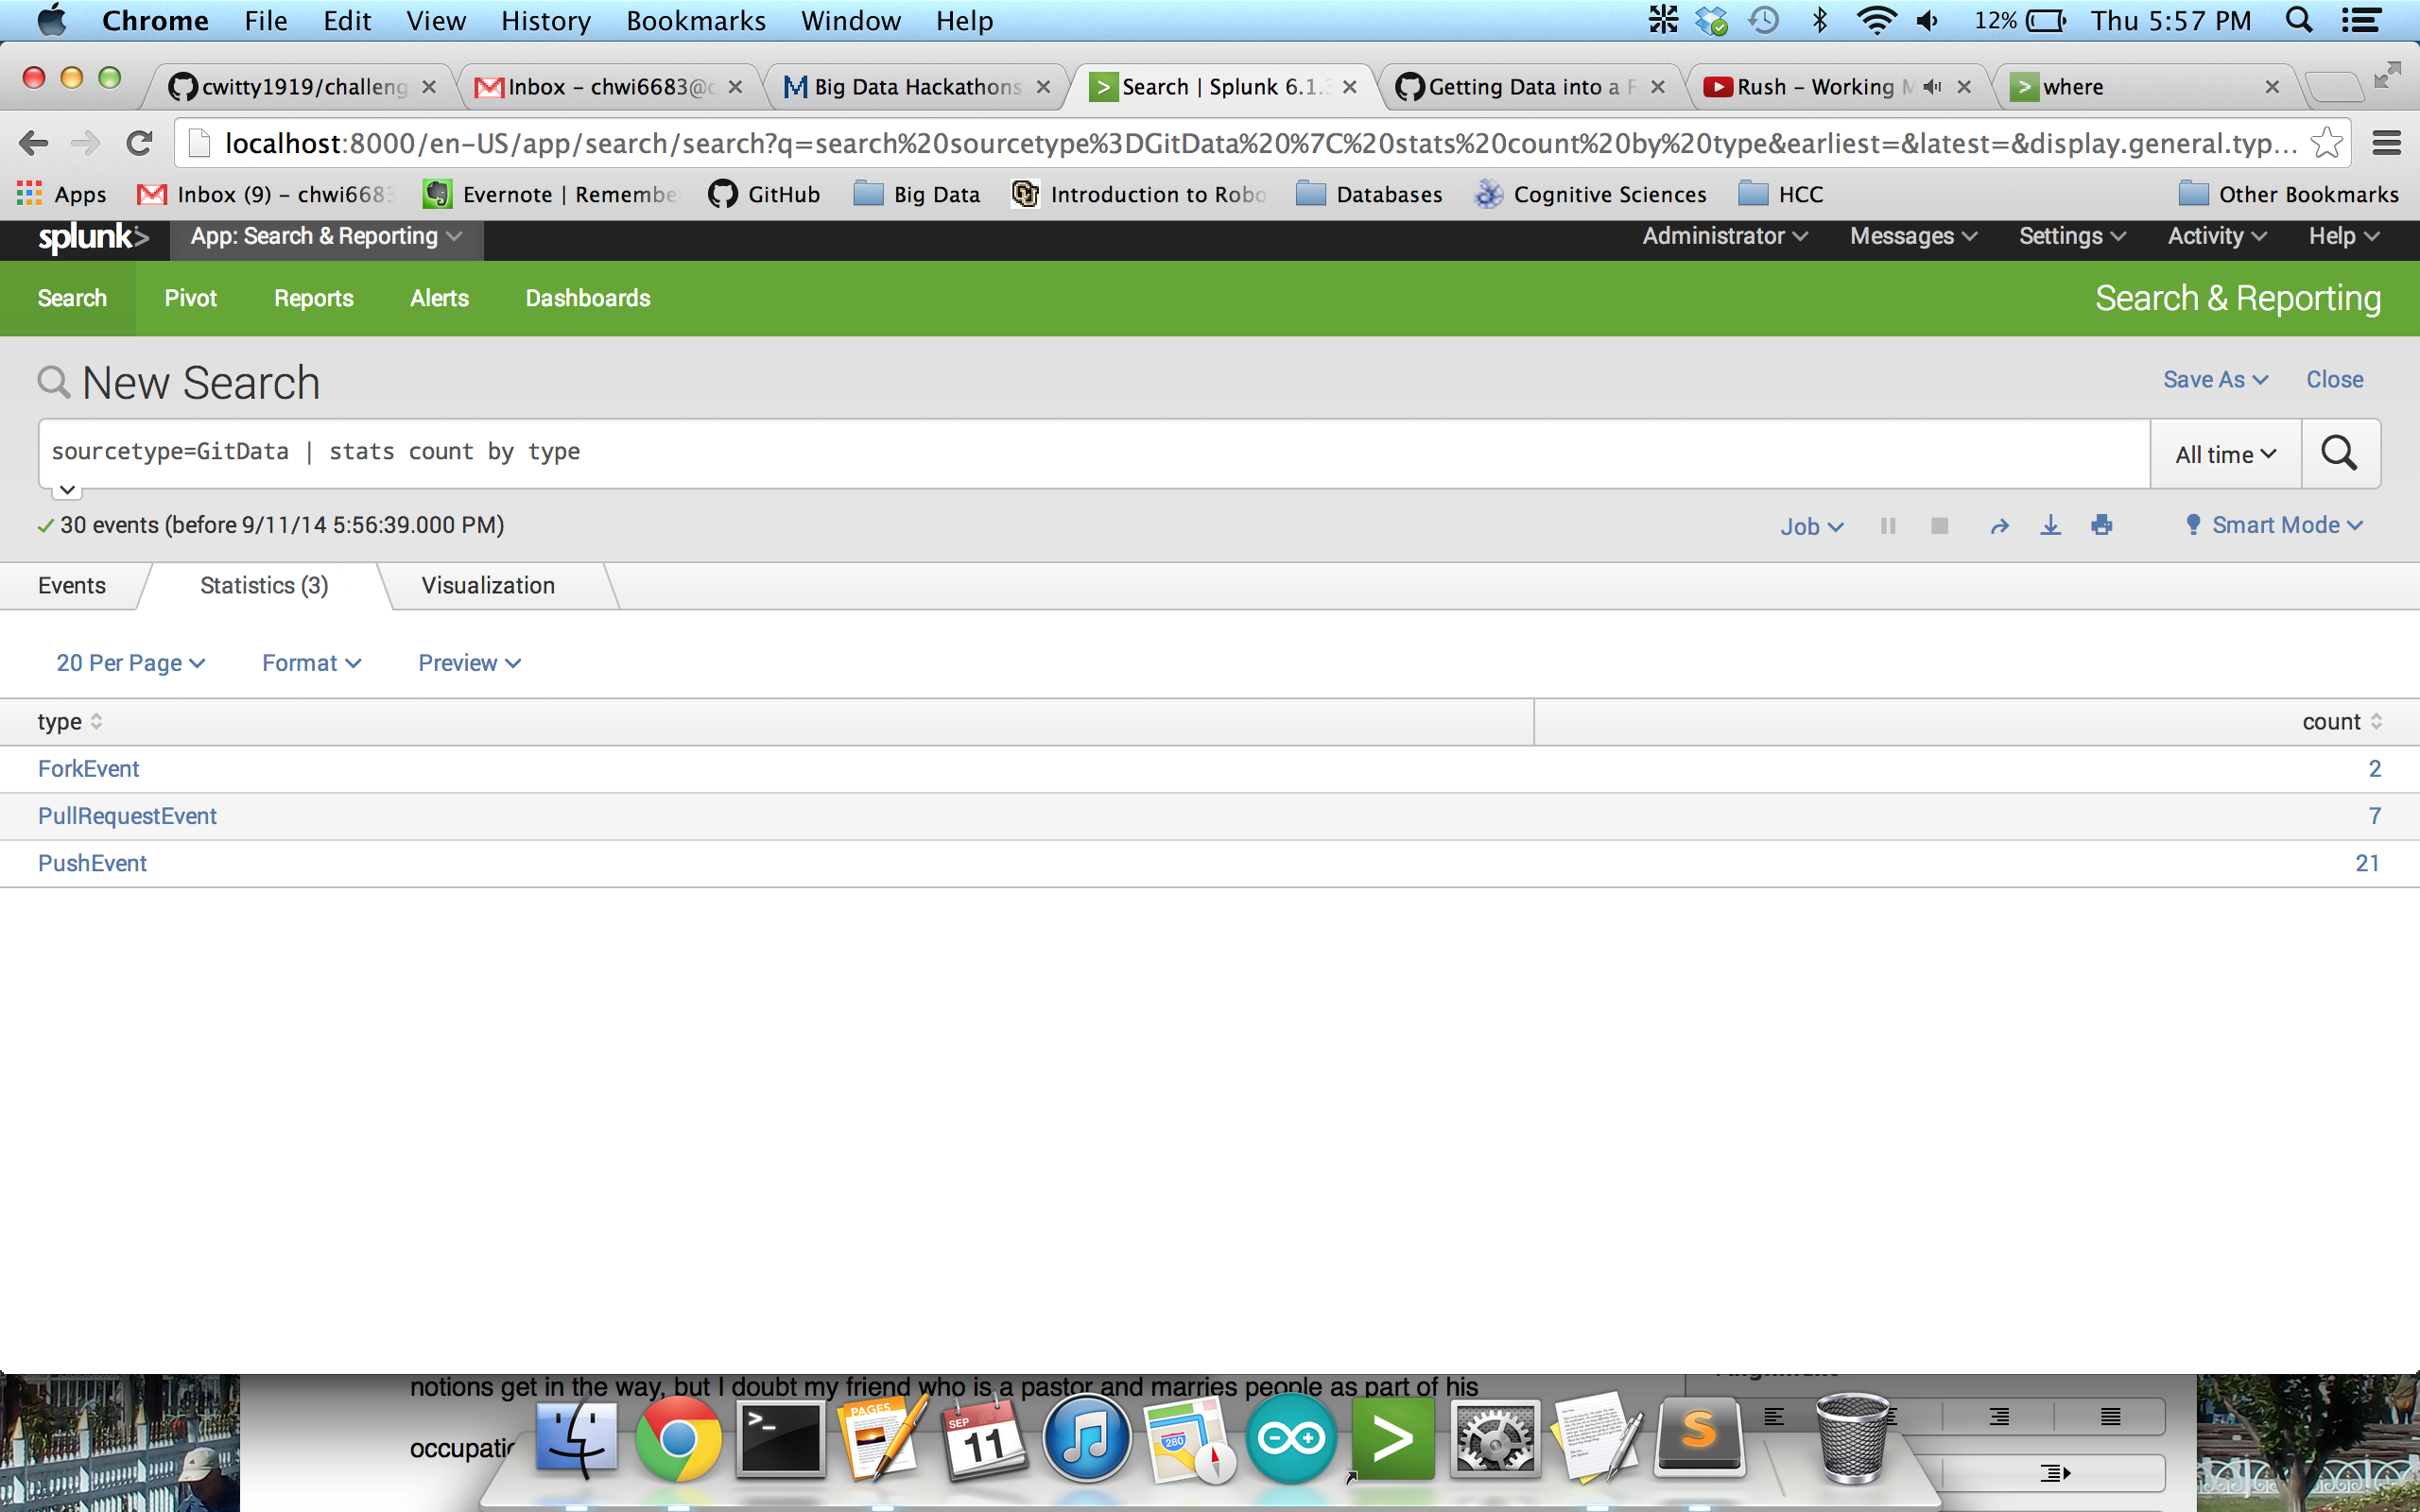 Chrome File Edit View History Bookmarks Window Help 12% Thu 5:57 PM
cwitty1919/challeng Inbox – chwi6683@c Big Data Hackathons Search | Splunk 6.1.3 Getting Data into a F Rush – Working M where
localhost:8000/en-US/app/search/search?q=search%20sourcetype%3DGitData%20%7C%20stats%20count%20by%20type&earliest=&latest=&display.general.typ...
Apps Inbox (9) – chwi6683 Evernote | Remembe GitHub Big Data Introduction to Robo Databases Cognitive Sciences HCC Other Bookmarks
splunk> App: Search & Reporting Administrator Messages Settings Activity Help
Search Pivot Reports Alerts Dashboards Search & Reporting
New Search Save As Close
sourcetype=GitData | stats count by type All time
30 events (before 9/11/14 5:56:39.000 PM) Job Smart Mode
Events Statistics (3) Visualization
20 Per Page Format Preview
type count
ForkEvent 2
PullRequestEvent 7
PushEvent 21
notions get in the way, but I doubt my friend who is a pastor and marries people as part of his
PAGES
SEP
11
280
occupatic